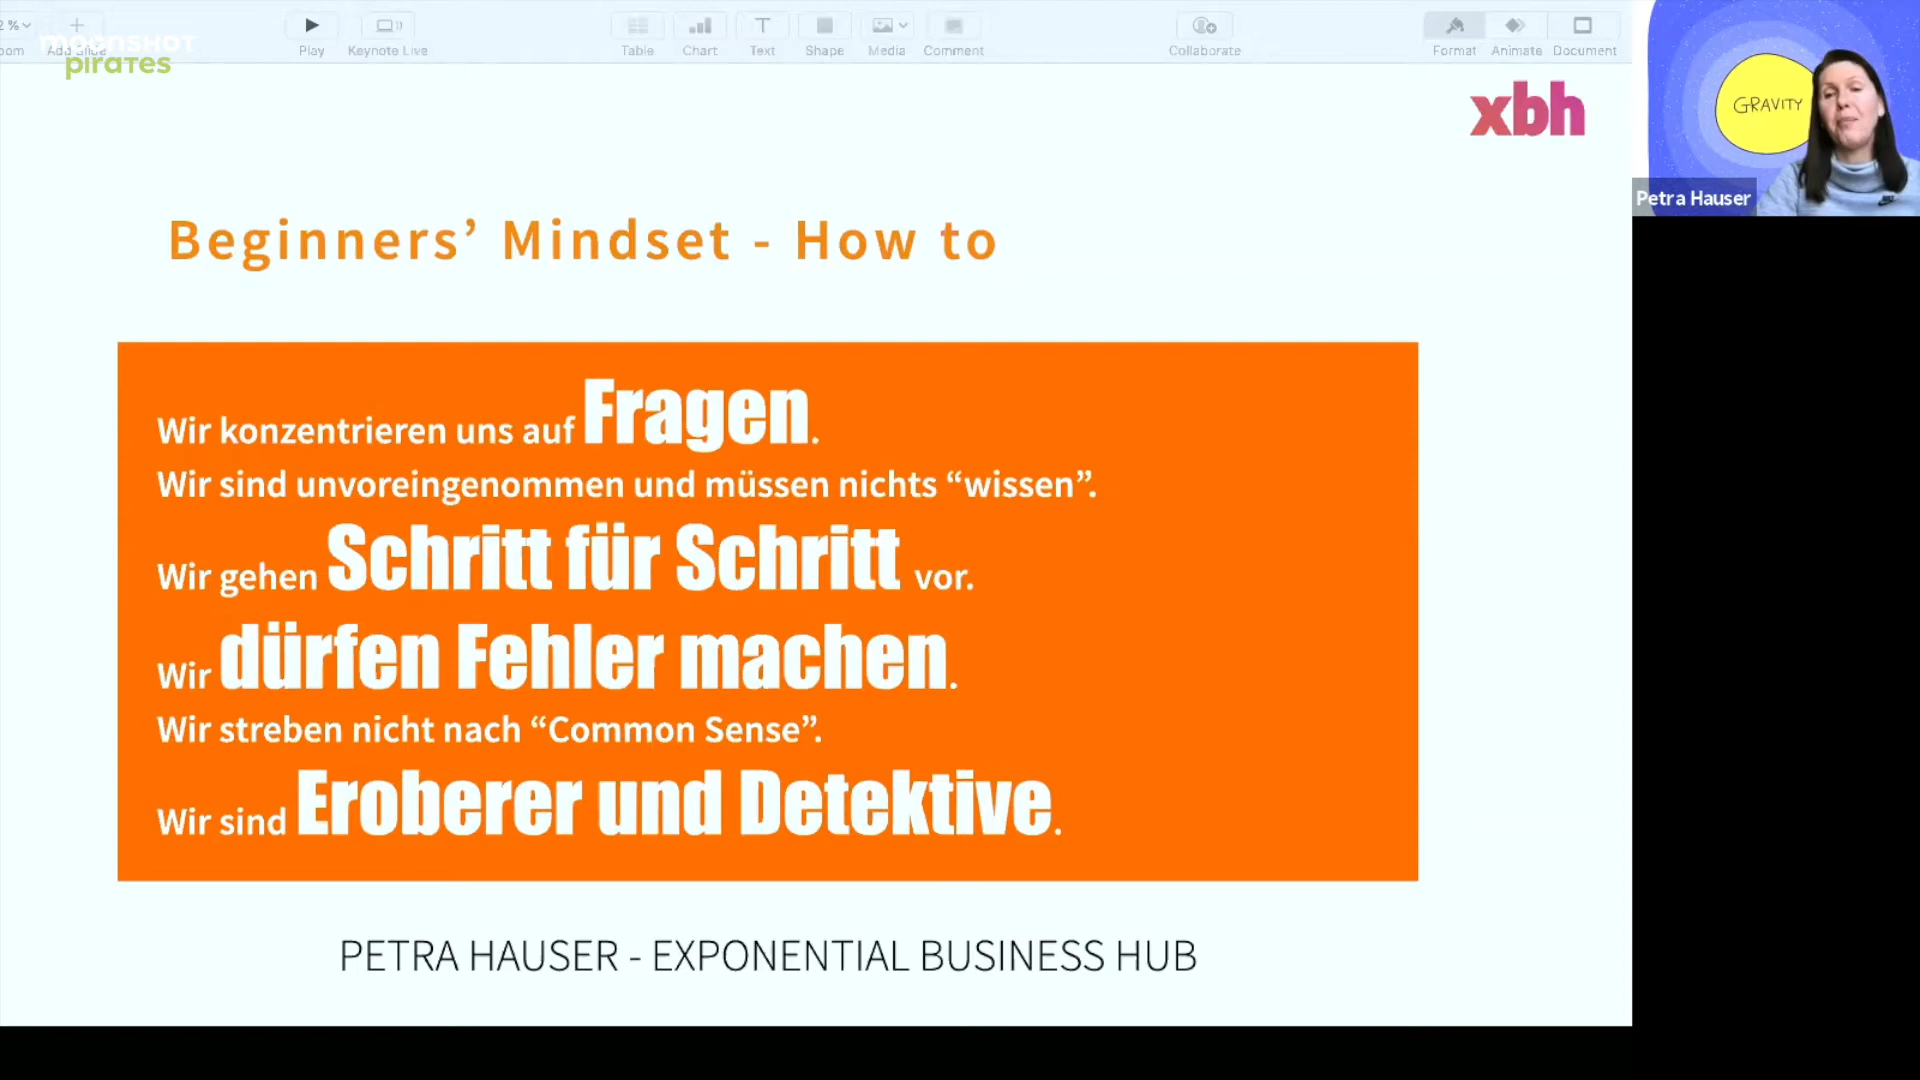 Play
Keynote Live
Table
Chart
Text
Shape
Media
Comment
Collaborate
Format
Animate
Document
moonshot
pirates
xbh
GRAVITY
Petra Hauser
Beginners’ Mindset - How to
Wir konzentrieren uns auf Fragen.
Wir sind unvoreingenommen und müssen nichts “wissen”.
Wir gehen Schritt für Schritt vor.
Wir dürfen Fehler machen.
Wir streben nicht nach “Common Sense”.
Wir sind Eroberer und Detektive.
PETRA HAUSER - EXPONENTIAL BUSINESS HUB